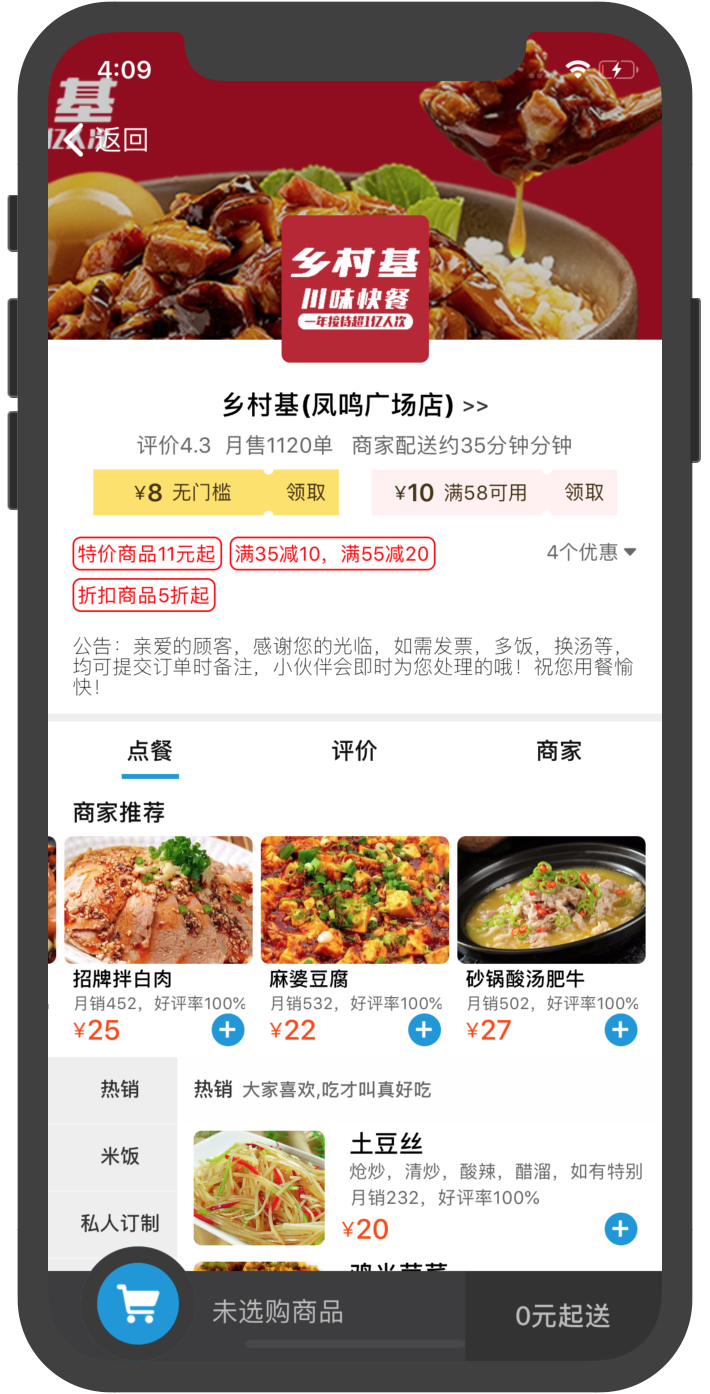 4:09
基
亿人次
返回
乡村基
川味快餐
一年接待超1亿人次
乡村基(凤鸣广场店) >>
评价4.3 月售1120单 商家配送约35分钟分钟
¥8 无门槛 领取 ¥10 满58可用 领取
特价商品11元起 满35减10，满55减20 4个优惠
折扣商品5折起
公告：亲爱的顾客，感谢您的光临，如需发票，多饭，换汤等，
均可提交订单时备注，小伙伴会即时为您处理的哦！祝您用餐愉
快！
点餐 评价 商家
商家推荐
招牌拌白肉 麻婆豆腐 砂锅酸汤肥牛
月销452，好评率100% 月销532，好评率100% 月销502，好评率100%
¥25 ¥22 ¥27
热销 热销 大家喜欢,吃才叫真好吃
土豆丝
米饭 炝炒，清炒，酸辣，醋溜，如有特别
月销232，好评率100%
私人订制 ¥20
未选购商品 0元起送